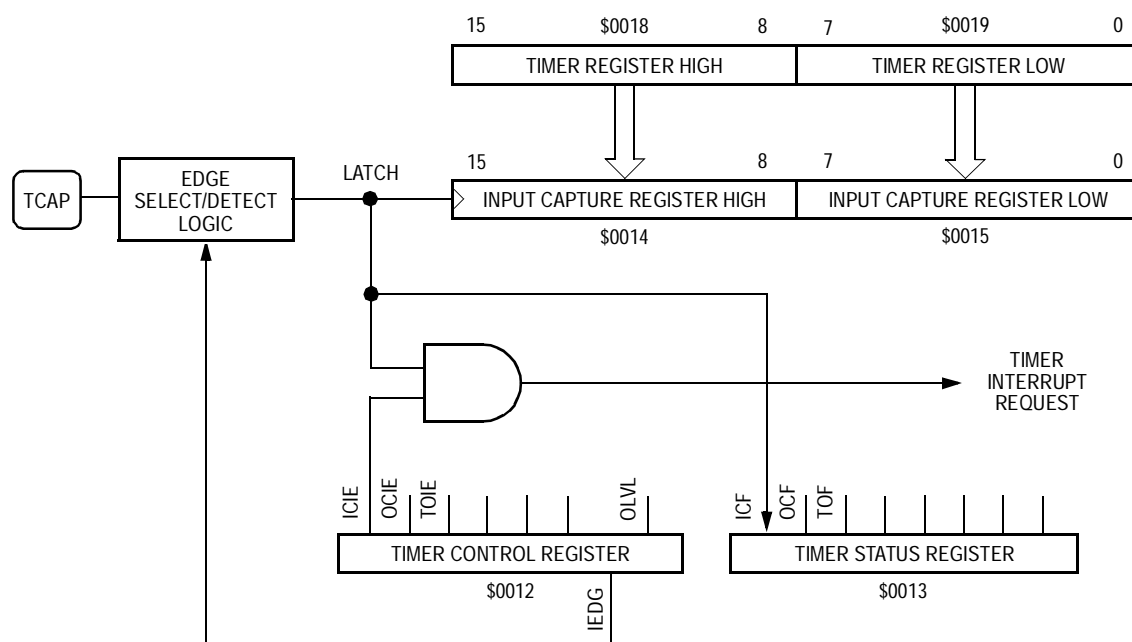 15 $0018 8 7 $0019 0
TIMER REGISTER HIGH TIMER REGISTER LOW
15 8 7 0
TCAP
EDGE
SELECT/DETECT
LOGIC
LATCH
INPUT CAPTURE REGISTER HIGH INPUT CAPTURE REGISTER LOW
$0014 $0015
TIMER
INTERRUPT
REQUEST
ICIE
OCIE
TOIE
OLVL
ICF
OCF
TOF
TIMER CONTROL REGISTER
TIMER STATUS REGISTER
$0012
$0013
IEDG